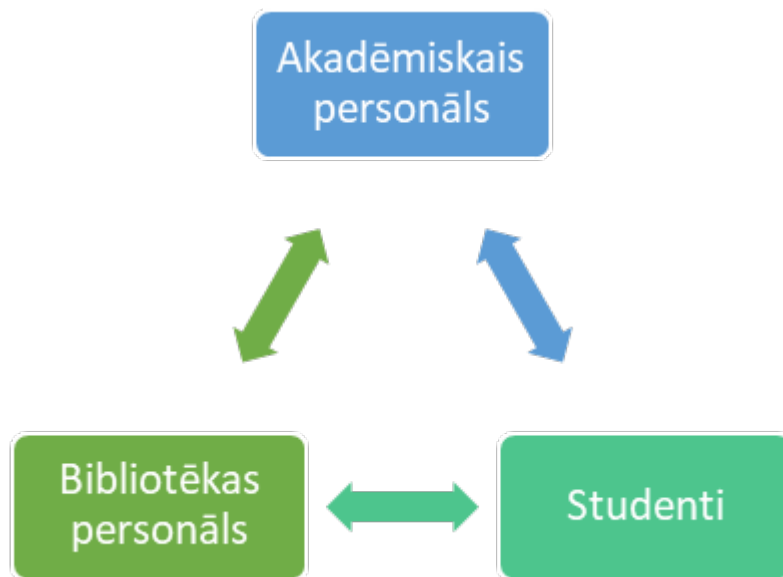 Akadēmiskais
personāls
Bibliotēkas
personāls
Studenti